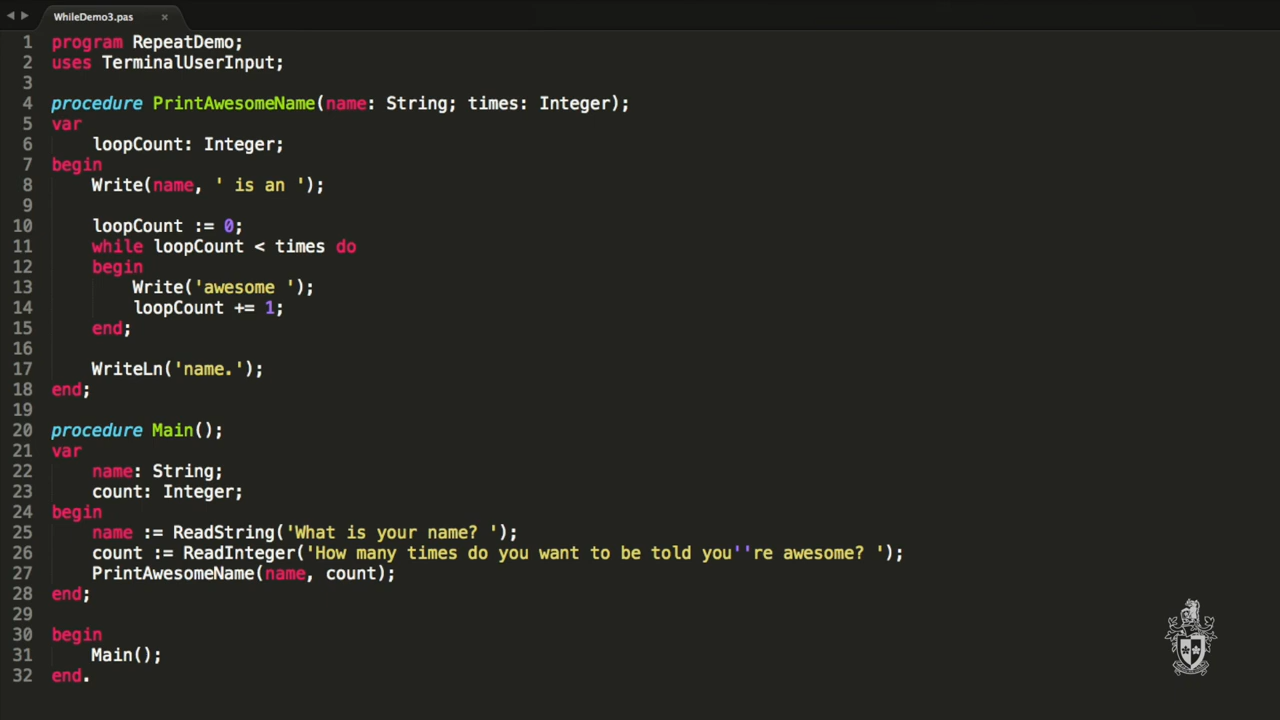 WhileDemo3.pas ×
1 program RepeatDemo;
2 uses TerminalUserInput;
3
4 procedure PrintAwesomeName(name: String; times: Integer);
5 var
6     loopCount: Integer;
7 begin
8     Write(name, ' is an ');
9
10     loopCount := 0;
11     while loopCount < times do
12     begin
13         Write('awesome ');
14         loopCount += 1;
15     end;
16
17     WriteLn('name.');
18 end;
19
20 procedure Main();
21 var
22     name: String;
23     count: Integer;
24 begin
25     name := ReadString('What is your name? ');
26     count := ReadInteger('How many times do you want to be told you''re awesome? ');
27     PrintAwesomeName(name, count);
28 end;
29
30 begin
31     Main();
32 end.